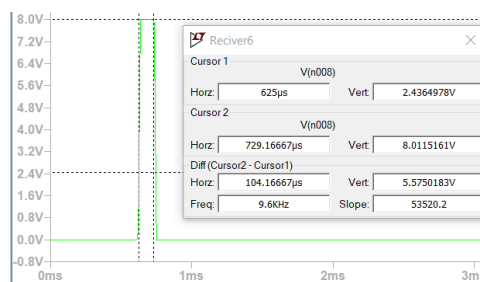 8.0V
7.2V
6.4V
5.6V
4.8V
4.0V
3.2V
2.4V
1.6V
0.8V
0.0V
-0.8V
0ms 1ms 2ms 3m
Reciver6
Cursor 1
V(n008)
Horz: 625µs Vert: 2.4364978V
Cursor 2
V(n008)
Horz: 729.16667µs Vert: 8.0115161V
Diff (Cursor2 - Cursor1)
Horz: 104.16667µs Vert: 5.5750183V
Freq: 9.6KHz Slope: 53520.2